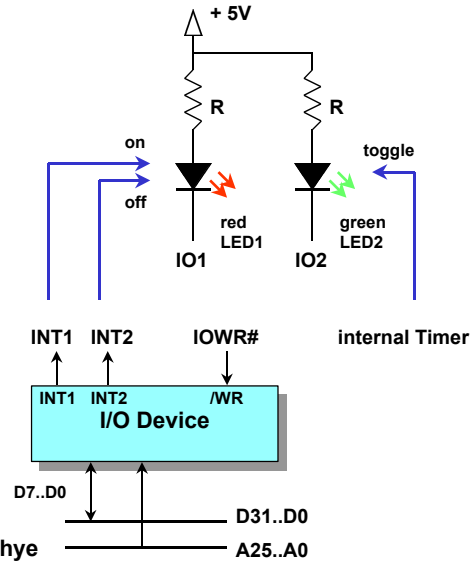 + 5V
R
R
on
toggle
off
red
LED1
green
LED2
IO1
IO2
INT1
INT2
IOWR#
internal Timer
INT1
INT2
/WR
I/O Device
D7..D0
D31..D0
hye
A25..A0